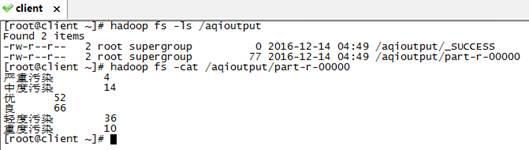 client
[root@client ~]# hadoop fs -ls /aqioutput
Found 2 items
-rw-r--r--   2 root supergroup          0 2016-12-14 04:49 /aqioutput/_SUCCESS
-rw-r--r--   2 root supergroup         77 2016-12-14 04:49 /aqioutput/part-r-00000
[root@client ~]# hadoop fs -cat /aqioutput/part-r-00000
严重污染        4
中度污染        14
优      52
良      66
轻度污染        36
重度污染        10
[root@client ~]#